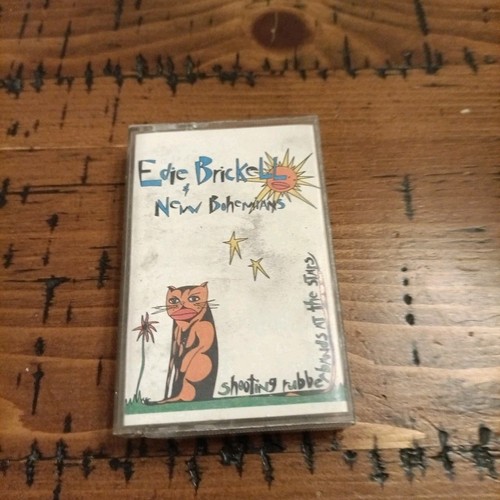 Edie Brickell
&
New Bohemians
shooting rubberbands at the stars